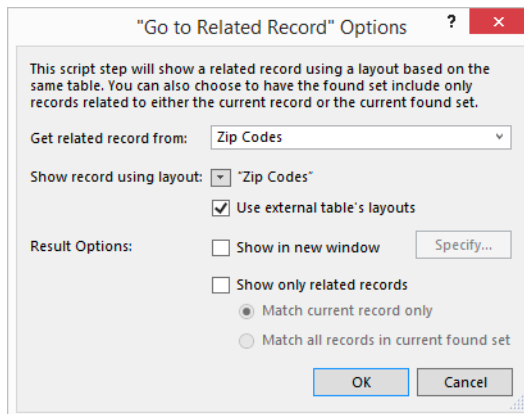 "Go to Related Record" Options
?
This script step will show a related record using a layout based on the
same table. You can also choose to have the found set include only
records related to either the current record or the current found set.
Get related record from: Zip Codes
Show record using layout: "Zip Codes"
Use external table's layouts
Result Options: Show in new window Specify...
Show only related records
Match current record only
Match all records in current found set
OK Cancel